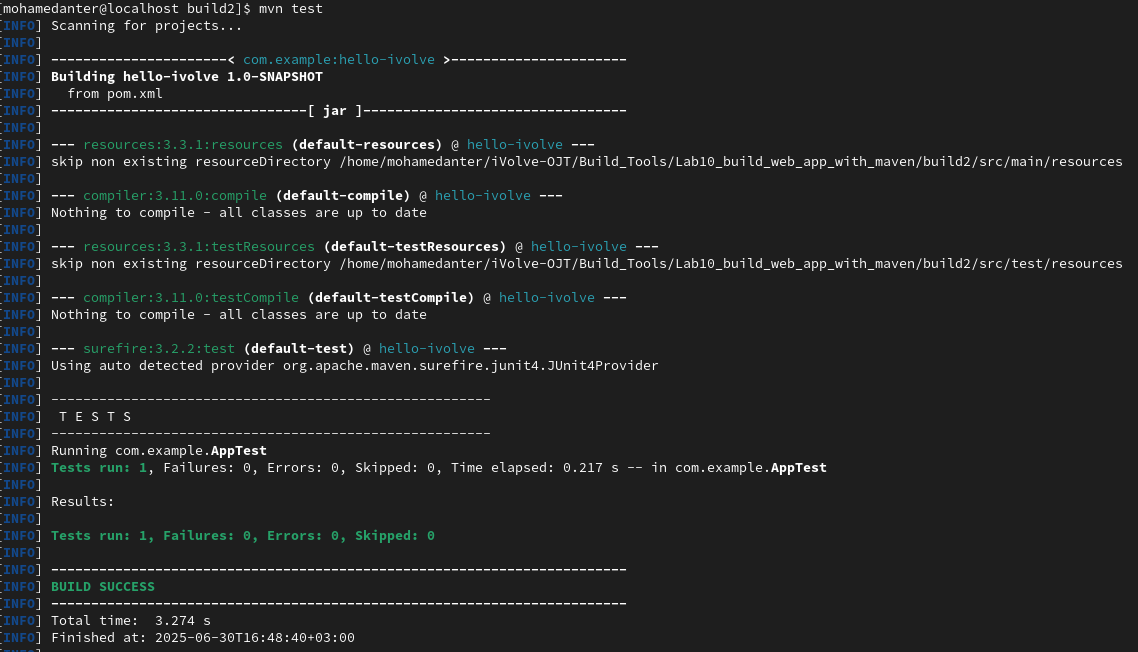 [mohamedanter@localhost build2]$ mvn test
[INFO] Scanning for projects...
[INFO]
[INFO] ----------------------< com.example:hello-ivolve >----------------------
[INFO] Building hello-ivolve 1.0-SNAPSHOT
[INFO]   from pom.xml
[INFO] --------------------------------[ jar ]---------------------------------
[INFO]
[INFO] --- resources:3.3.1:resources (default-resources) @ hello-ivolve ---
[INFO] skip non existing resourceDirectory /home/mohamedanter/iVolve-OJT/Build_Tools/Lab10_build_web_app_with_maven/build2/src/main/resources
[INFO]
[INFO] --- compiler:3.11.0:compile (default-compile) @ hello-ivolve ---
[INFO] Nothing to compile - all classes are up to date
[INFO]
[INFO] --- resources:3.3.1:testResources (default-testResources) @ hello-ivolve ---
[INFO] skip non existing resourceDirectory /home/mohamedanter/iVolve-OJT/Build_Tools/Lab10_build_web_app_with_maven/build2/src/test/resources
[INFO]
[INFO] --- compiler:3.11.0:testCompile (default-testCompile) @ hello-ivolve ---
[INFO] Nothing to compile - all classes are up to date
[INFO]
[INFO] --- surefire:3.2.2:test (default-test) @ hello-ivolve ---
[INFO] Using auto detected provider org.apache.maven.surefire.junit4.JUnit4Provider
[INFO]
[INFO] -------------------------------------------------------
[INFO]  T E S T S
[INFO] -------------------------------------------------------
[INFO] Running com.example.AppTest
[INFO] Tests run: 1, Failures: 0, Errors: 0, Skipped: 0, Time elapsed: 0.217 s -- in com.example.AppTest
[INFO]
[INFO] Results:
[INFO]
[INFO] Tests run: 1, Failures: 0, Errors: 0, Skipped: 0
[INFO]
[INFO] ------------------------------------------------------------------------
[INFO] BUILD SUCCESS
[INFO] ------------------------------------------------------------------------
[INFO] Total time:  3.274 s
[INFO] Finished at: 2025-06-30T16:48:40+03:00